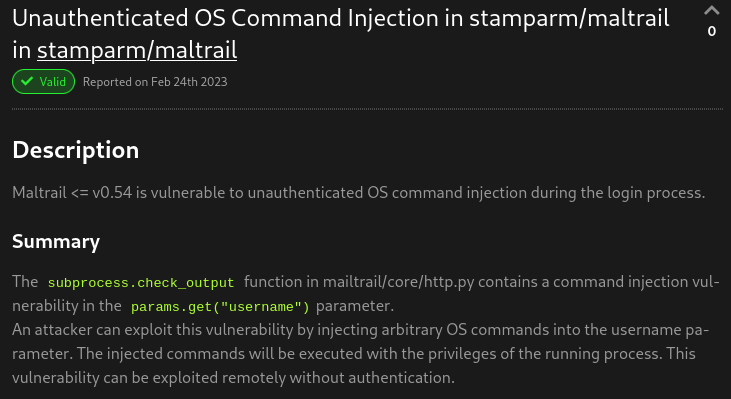 Unauthenticated OS Command Injection in stamparm/maltrail
in stamparm/maltrail
0
Valid Reported on Feb 24th 2023
Description
Maltrail <= v0.54 is vulnerable to unauthenticated OS command injection during the login process.
Summary
The subprocess.check_output function in mailtrail/core/http.py contains a command injection vul-
nerability in the params.get("username") parameter.
An attacker can exploit this vulnerability by injecting arbitrary OS commands into the username pa-
rameter. The injected commands will be executed with the privileges of the running process. This
vulnerability can be exploited remotely without authentication.